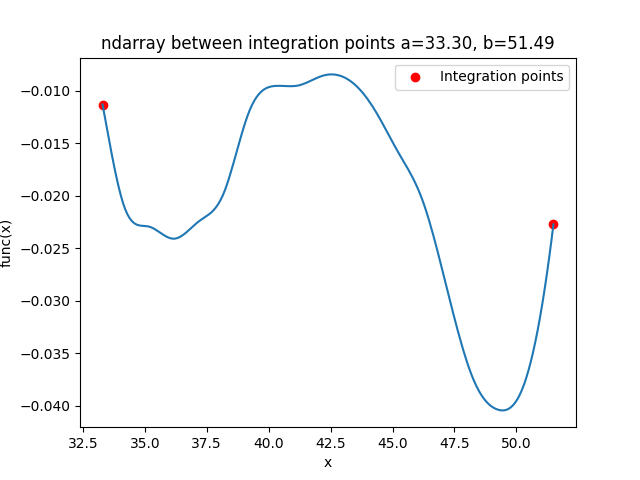 ndarray between integration points a=33.30, b=51.49
Integration points
func(x)
−0.010
−0.015
−0.020
−0.025
−0.030
−0.035
−0.040
32.5 35.0 37.5 40.0 42.5 45.0 47.5 50.0
x